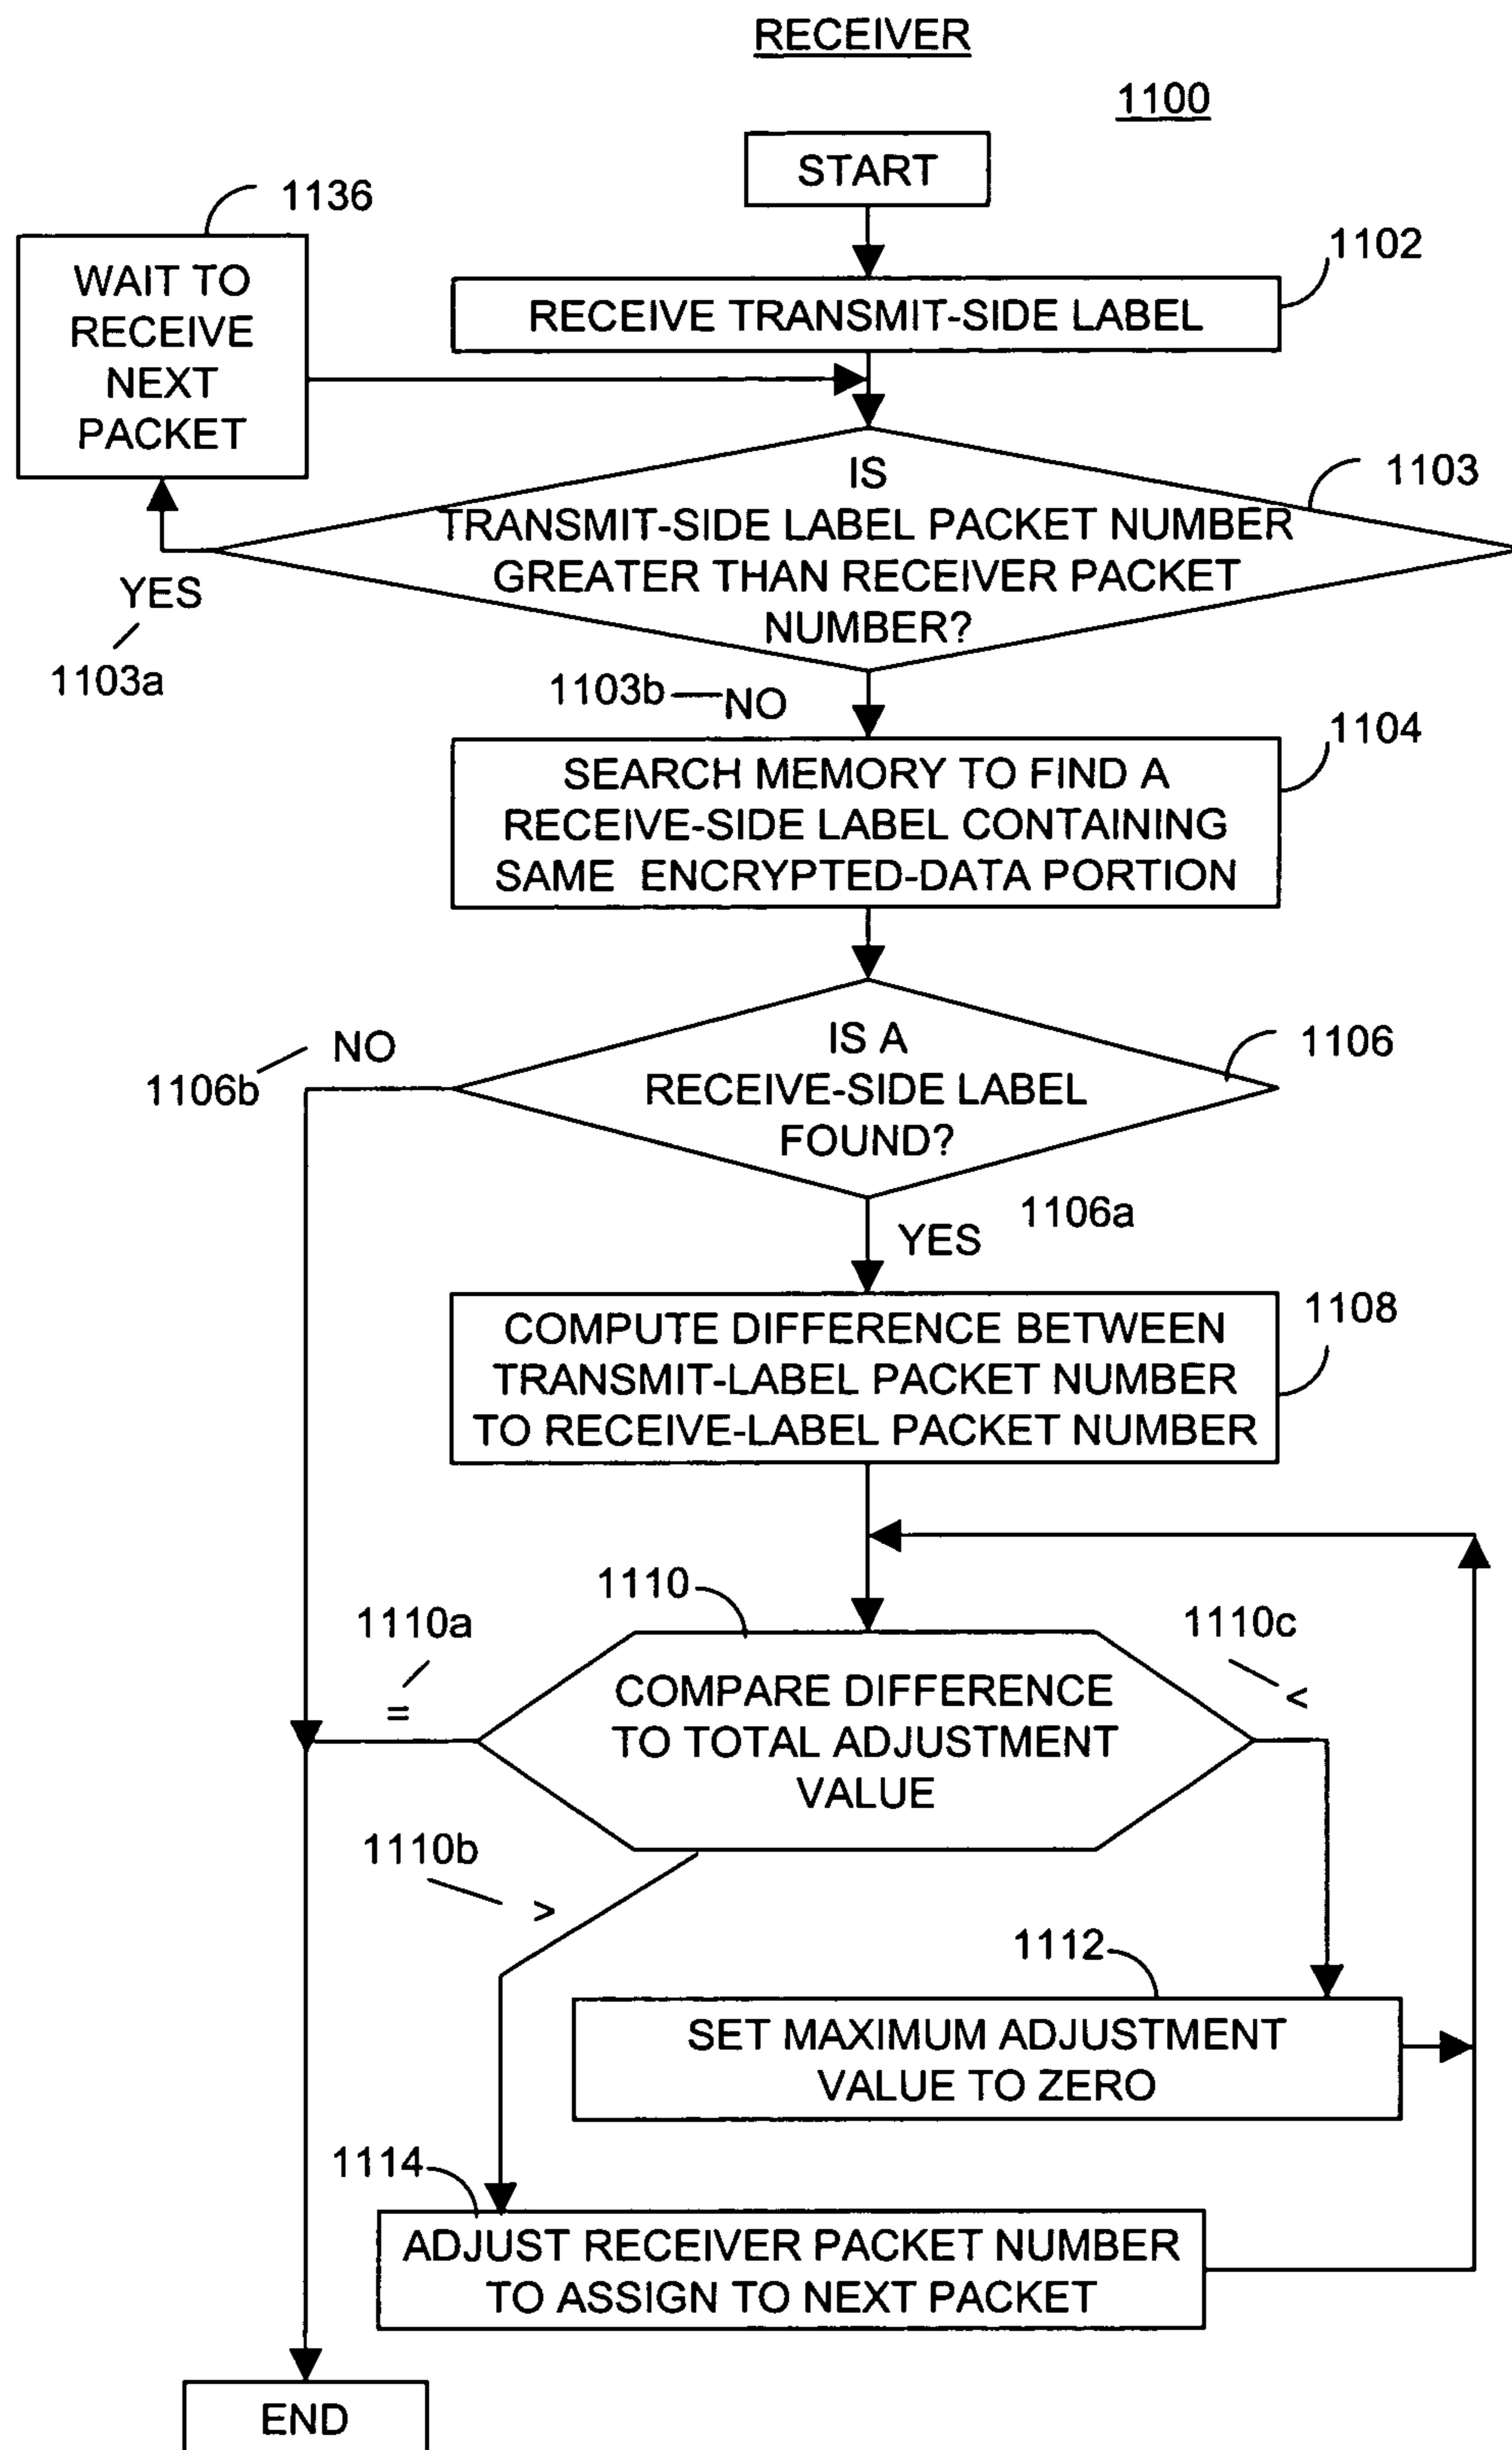 RECEIVER
1100
START
1136
WAIT TO
RECEIVE
NEXT
PACKET
1102
RECEIVE TRANSMIT-SIDE LABEL
1103
IS
TRANSMIT-SIDE LABEL PACKET NUMBER
GREATER THAN RECEIVER PACKET
NUMBER?
YES
1103a
1103b
NO
1104
SEARCH MEMORY TO FIND A
RECEIVE-SIDE LABEL CONTAINING
SAME ENCRYPTED-DATA PORTION
NO
1106b
1106
IS A
RECEIVE-SIDE LABEL
FOUND?
1106a
YES
1108
COMPUTE DIFFERENCE BETWEEN
TRANSMIT-LABEL PACKET NUMBER
TO RECEIVE-LABEL PACKET NUMBER
1110
1110a
=
1110c
<
COMPARE DIFFERENCE
TO TOTAL ADJUSTMENT
VALUE
1110b
>
1112
SET MAXIMUM ADJUSTMENT
VALUE TO ZERO
1114
ADJUST RECEIVER PACKET NUMBER
TO ASSIGN TO NEXT PACKET
END